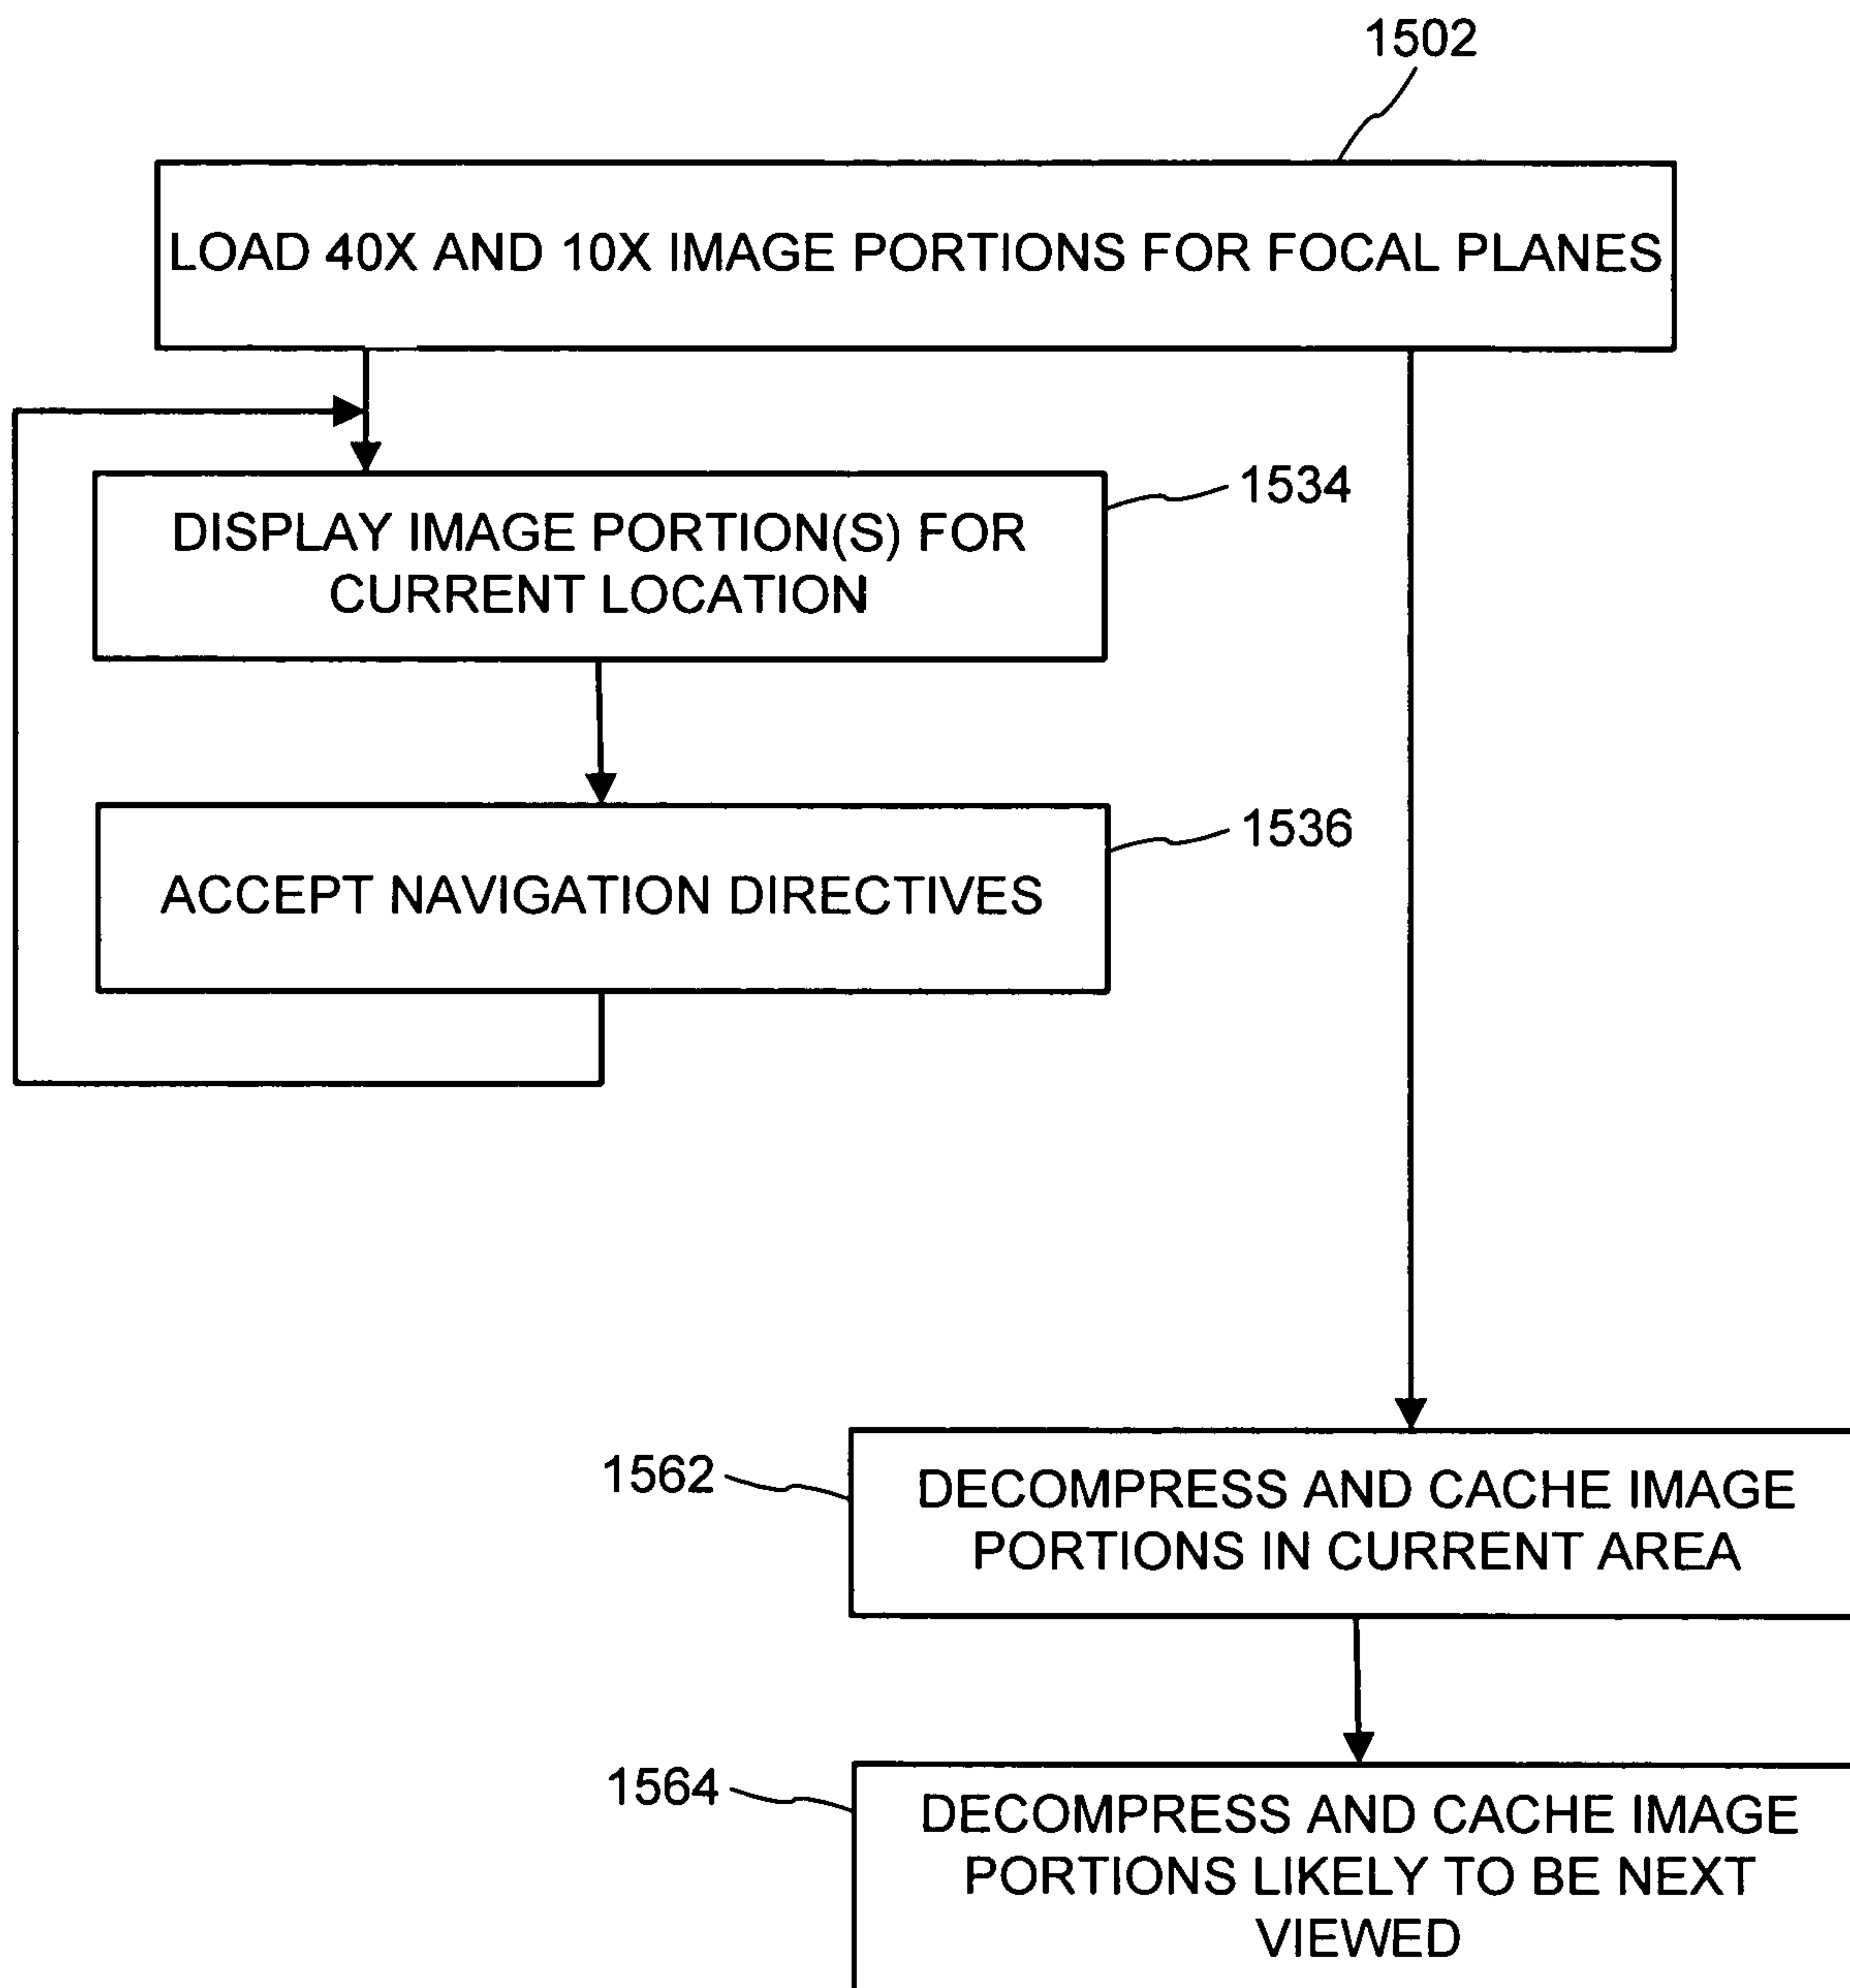 1502
LOAD 40X AND 10X IMAGE PORTIONS FOR FOCAL PLANES
1534
DISPLAY IMAGE PORTION(S) FOR
CURRENT LOCATION
1536
ACCEPT NAVIGATION DIRECTIVES
1562
DECOMPRESS AND CACHE IMAGE
PORTIONS IN CURRENT AREA
1564
DECOMPRESS AND CACHE IMAGE
PORTIONS LIKELY TO BE NEXT
VIEWED